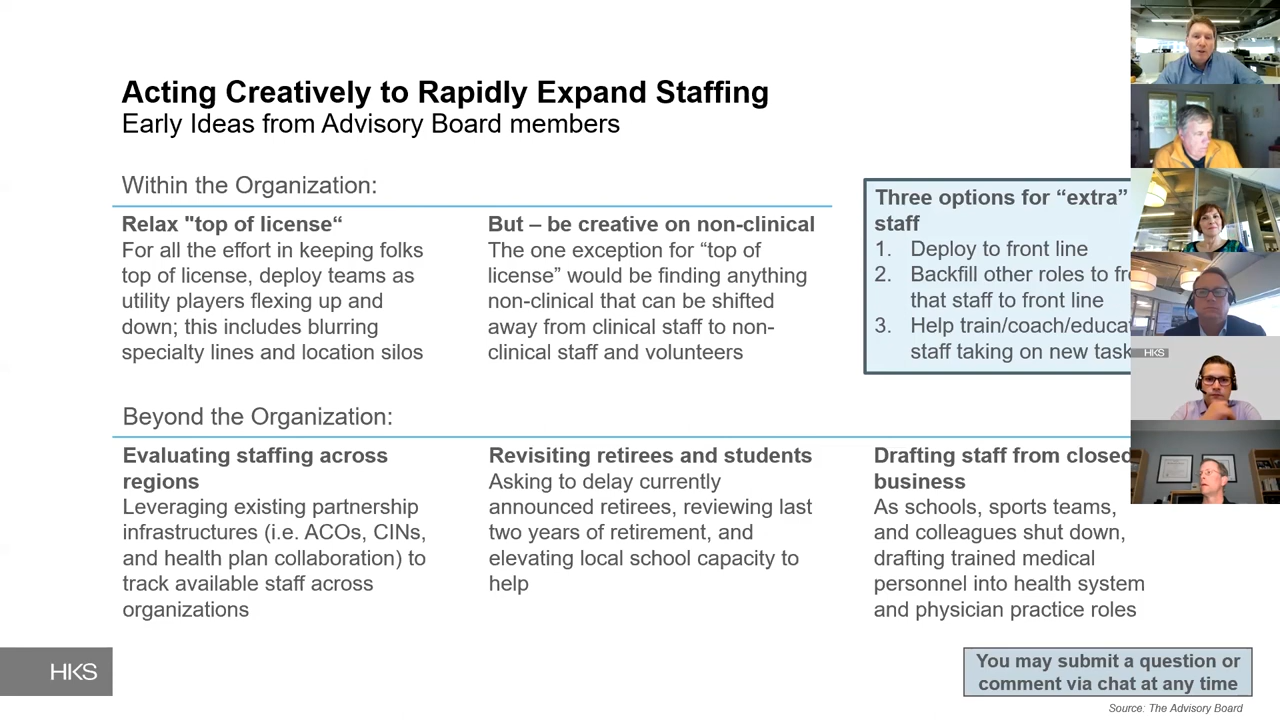 Acting Creatively to Rapidly Expand Staffing
Early Ideas from Advisory Board members
Within the Organization:
Relax "top of license“
For all the effort in keeping folks
top of license, deploy teams as
utility players flexing up and
down; this includes blurring
specialty lines and location silos
But – be creative on non-clinical
The one exception for “top of
license” would be finding anything
non-clinical that can be shifted
away from clinical staff to non-
clinical staff and volunteers
Three options for “extra”
staff
1. Deploy to front line
2. Backfill other roles to
that staff to front line
3. Help train/coach/
staff taking on new
Beyond the Organization:
Evaluating staffing across
regions
Leveraging existing partnership
infrastructures (i.e. ACOs, CINs,
and health plan collaboration) to
track available staff across
organizations
Revisiting retirees and students
Asking to delay currently
announced retirees, reviewing last
two years of retirement, and
elevating local school capacity to
help
Drafting staff from closed
business
As schools, sports teams,
and colleagues shut down,
drafting trained medical
personnel into health system
and physician practice roles
HKS
HKS
You may submit a question or
comment via chat at any time
Source: The Advisory Board